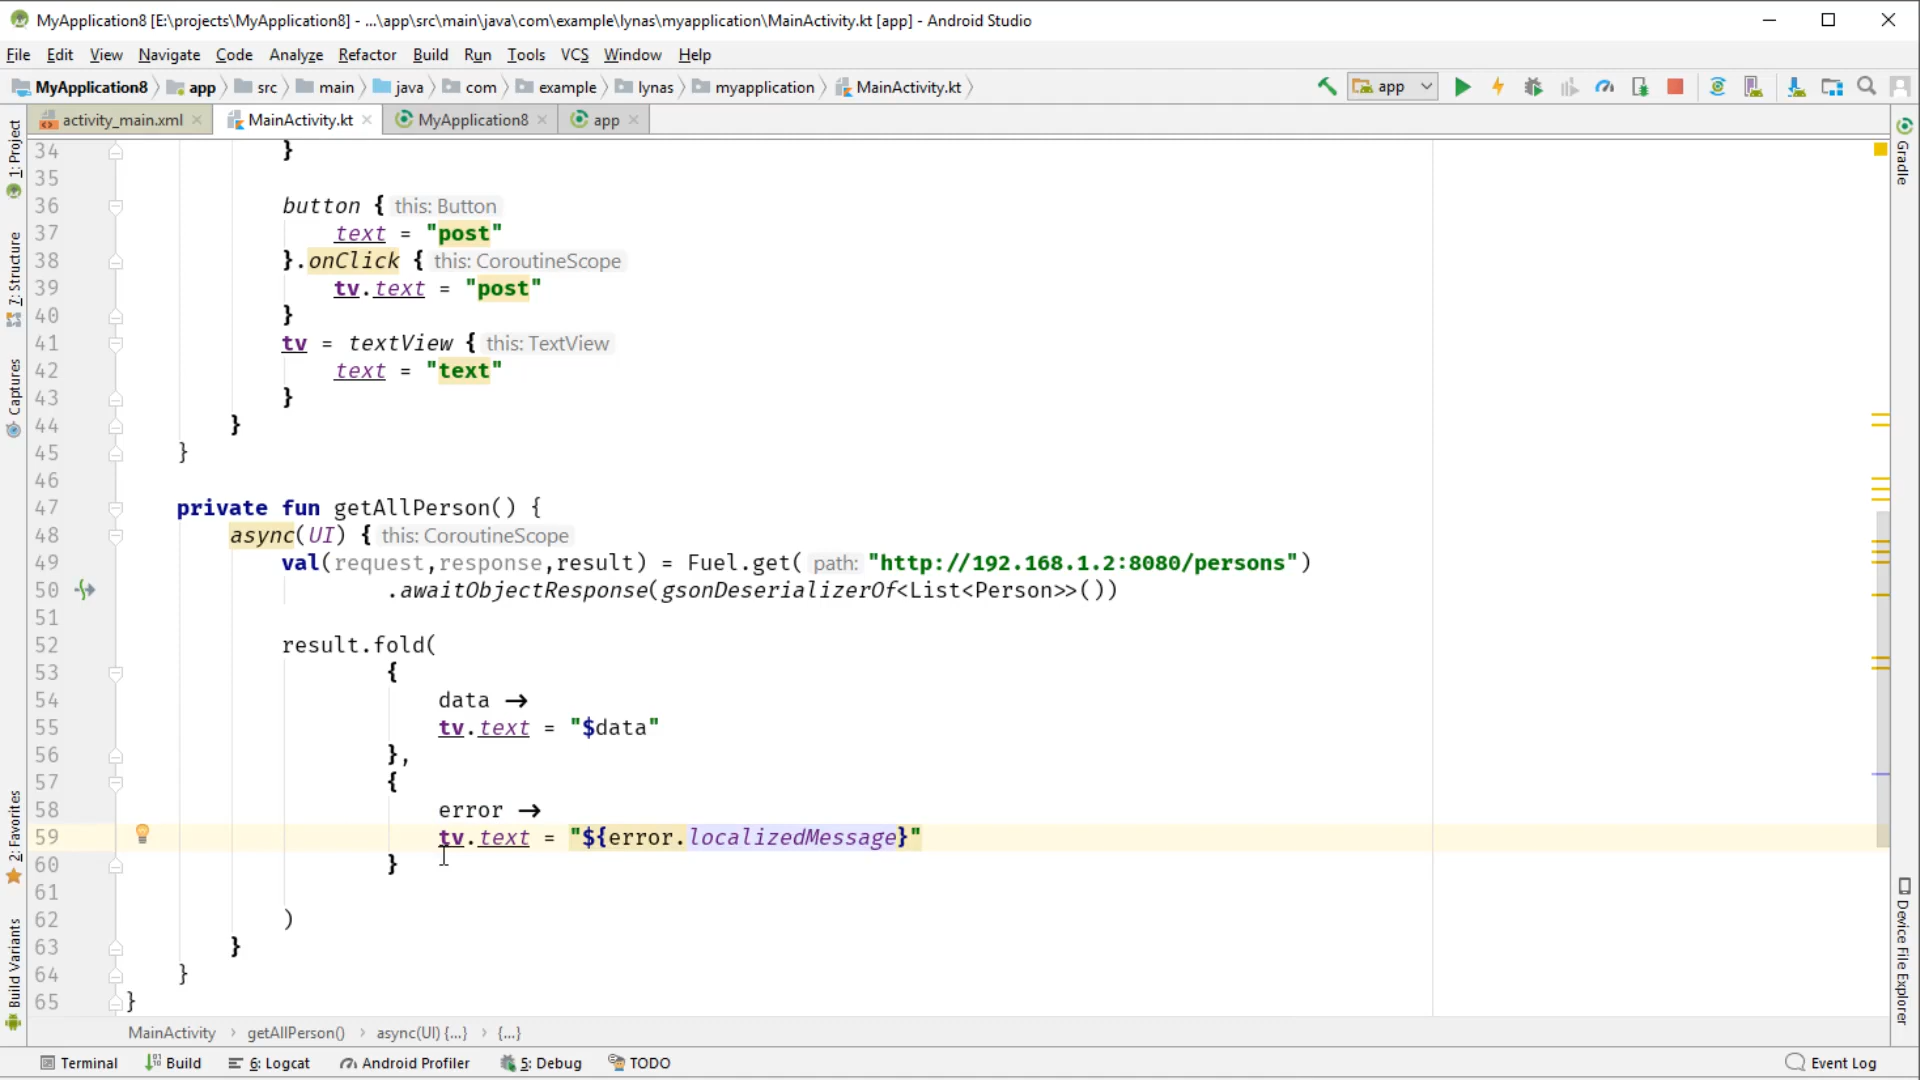 MyApplication8 [E:\projects\MyApplication8] - ...\app\src\main\java\com\example\lynas\myapplication\MainActivity.kt [app] - Android Studio
File Edit View Navigate Code Analyze Refactor Build Run Tools VCS Window Help
MyApplication8 app src main java com example lynas myapplication MainActivity.kt app
activity_main.xml MainActivity.kt MyApplication8 app
1: Project
7: Structure
Captures
2: Favorites
Build Variants
34 }
35
36 button { this: Button
37 text = "post"
38 }.onClick { this: CoroutineScope
39 tv.text = "post"
40 }
41 tv = textView { this: TextView
42 text = "text"
43 }
44 }
45 }
46
47 private fun getAllPerson() {
48 async(UI) { this: CoroutineScope
49 val(request,response,result) = Fuel.get( path: "http://192.168.1.2:8080/persons")
50 .awaitObjectResponse(gsonDeserializerOf<List<Person>>())
51
52 result.fold(
53 {
54 data →
55 tv.text = "$data"
56 },
57 {
58 error →
59 tv.text = "${error.localizedMessage}"
60 }
61
62 )
63 }
64 }
65 }
Gradle
Device File Explorer
MainActivity › getAllPerson() › async(UI) {...} › {...}
Terminal Build 6: Logcat Android Profiler 5: Debug TODO Event Log